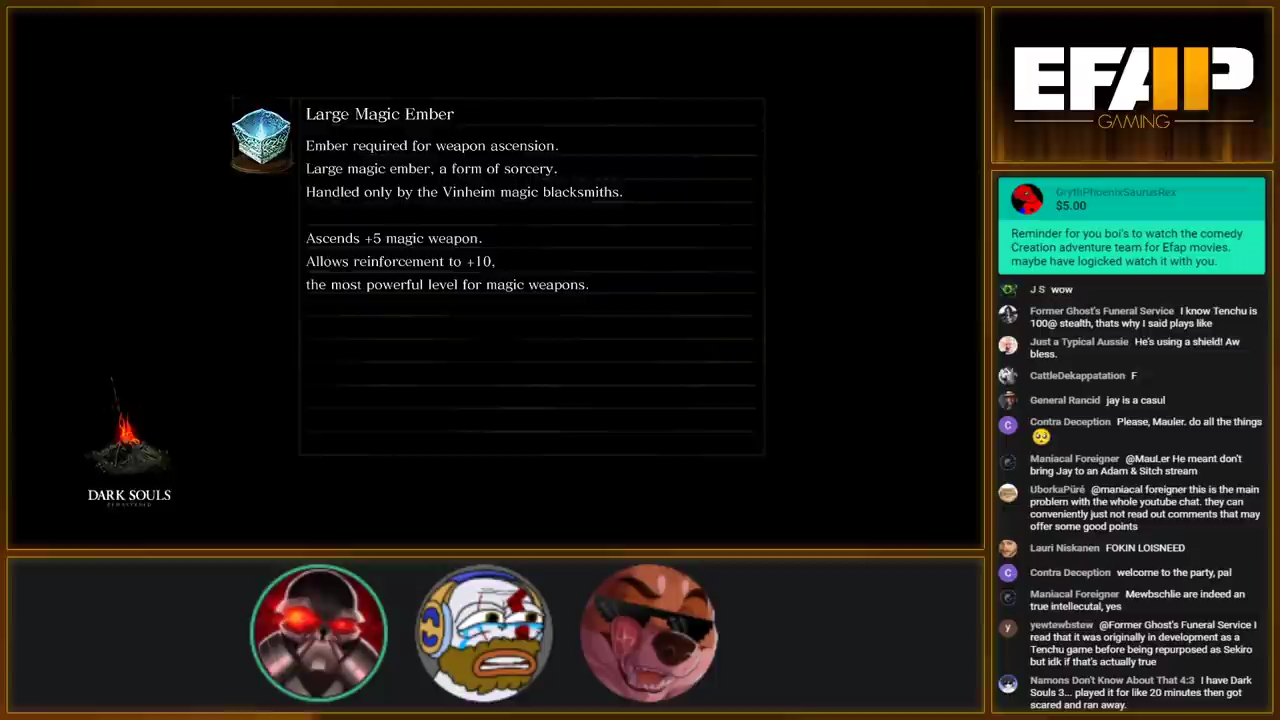 Large Magic Ember
Ember required for weapon ascension.
Large magic ember, a form of sorcery.
Handled only by the Vinheim magic blacksmiths.
Ascends +5 magic weapon.
Allows reinforcement to +10,
the most powerful level for magic weapons.
DARK SOULS
REMASTERED
EFAP
GAMING
GrythPhoenixSaurusRex
$5.00
Reminder for you boi's to watch the comedy
Creation adventure team for Efap movies.
maybe have logicked watch it with you.
J S wow
Former Ghost's Funeral Service I know Tenchu is
100@ stealth, thats why I said plays like
Just a Typical Aussie He's using a shield! Aw
bless.
CattleDekappatation F
General Rancid jay is a casul
C Contra Deception Please, Mauler. do all the things
Maniacal Foreigner @MauLer He meant don't
bring Jay to an Adam & Sitch stream
UborkaPüré @maniacal foreigner this is the main
problem with the whole youtube chat. they can
conveniently just not read out comments that may
offer some good points
Lauri Niskanen FOKIN LOISNEED
C Contra Deception welcome to the party, pal
Maniacal Foreigner Mewbschlie are indeed an
true intellecutal, yes
y yewtewbstew @Former Ghost's Funeral Service I
read that it was originally in development as a
Tenchu game before being repurposed as Sekiro
but idk if that's actually true
Namons Don't Know About That 4:3 I have Dark
Souls 3... played it for like 20 minutes then got
scared and ran away.